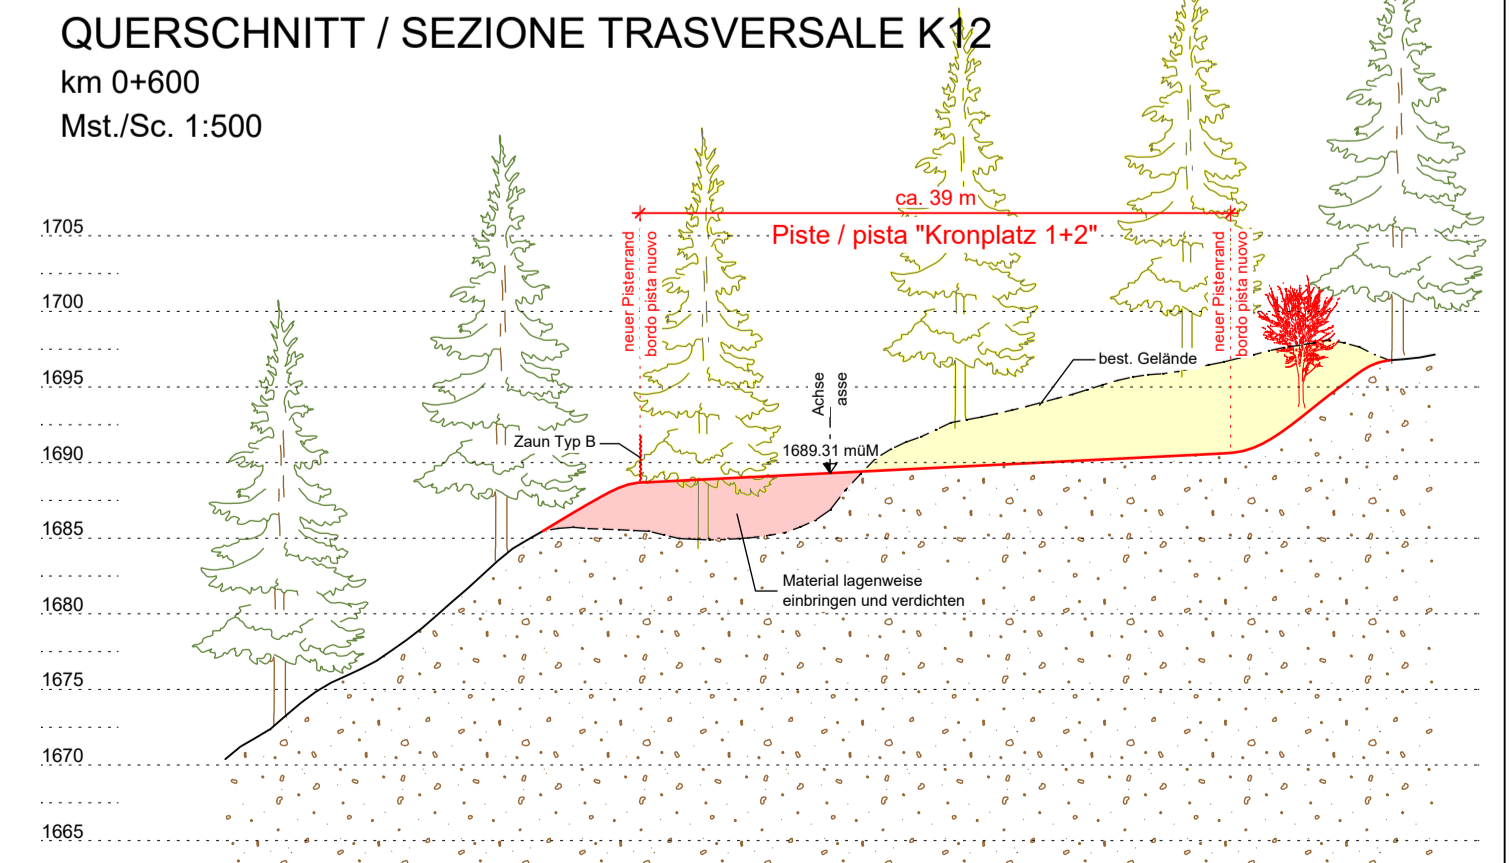 QUERSCHNITT / SEZIONE TRASVERSALE K12
km 0+600
Mst./Sc. 1:500
ca. 39 m
Piste / pista "Kronplatz 1+2"
neuer Pistenrand
bordo pista nuovo
neuer Pistenrand
bordo pista nuovo
1705
1700
1695
1690
1685
1680
1675
1670
1665
best. Gelände
Achse
asse
Zaun Typ B
1689.31 müM
Material lagenweise
einbringen und verdichten